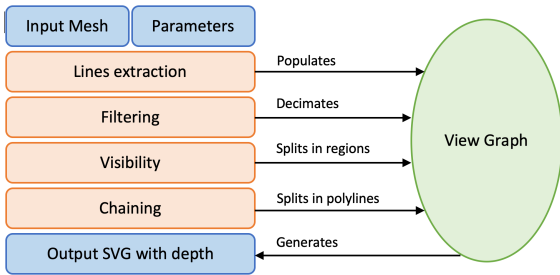 Input Mesh
Parameters
Lines extraction
Populates
Filtering
Decimates
Visibility
Splits in regions
View Graph
Chaining
Splits in polylines
Output SVG with depth
Generates